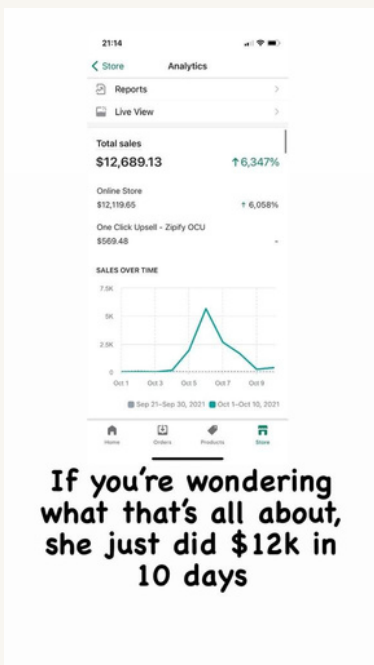 21:14
Store
Analytics
Reports
Live View
Total sales
$12,689.13 ↑6,347%
Online Store
$12,119.65 ↑ 6,058%
One Click Upsell - Zipify OCU
$569.48 -
SALES OVER TIME
7.5K
5K
2.5K
0
Oct 1 Oct 3 Oct 5 Oct 7 Oct 9
Sep 21–Sep 30, 2021 Oct 1–Oct 10, 2021
Home Orders Products Store
If you're wondering
what that's all about,
she just did $12k in
10 days